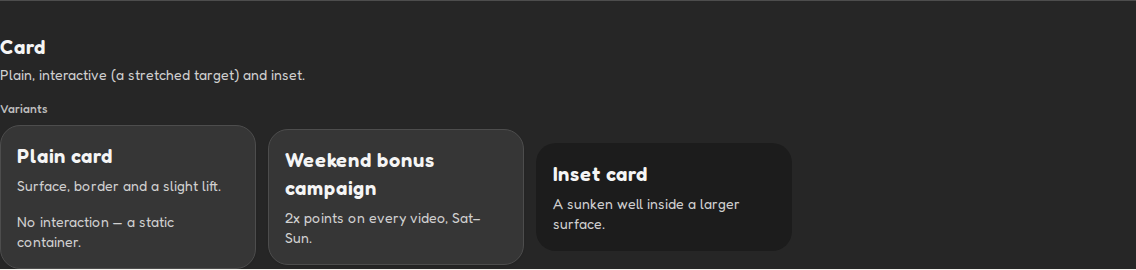 Card
Plain, interactive (a stretched target) and inset.
Variants
Plain card
Surface, border and a slight lift.
No interaction — a static
container.
Weekend bonus
campaign
2x points on every video, Sat–
Sun.
Inset card
A sunken well inside a larger
surface.